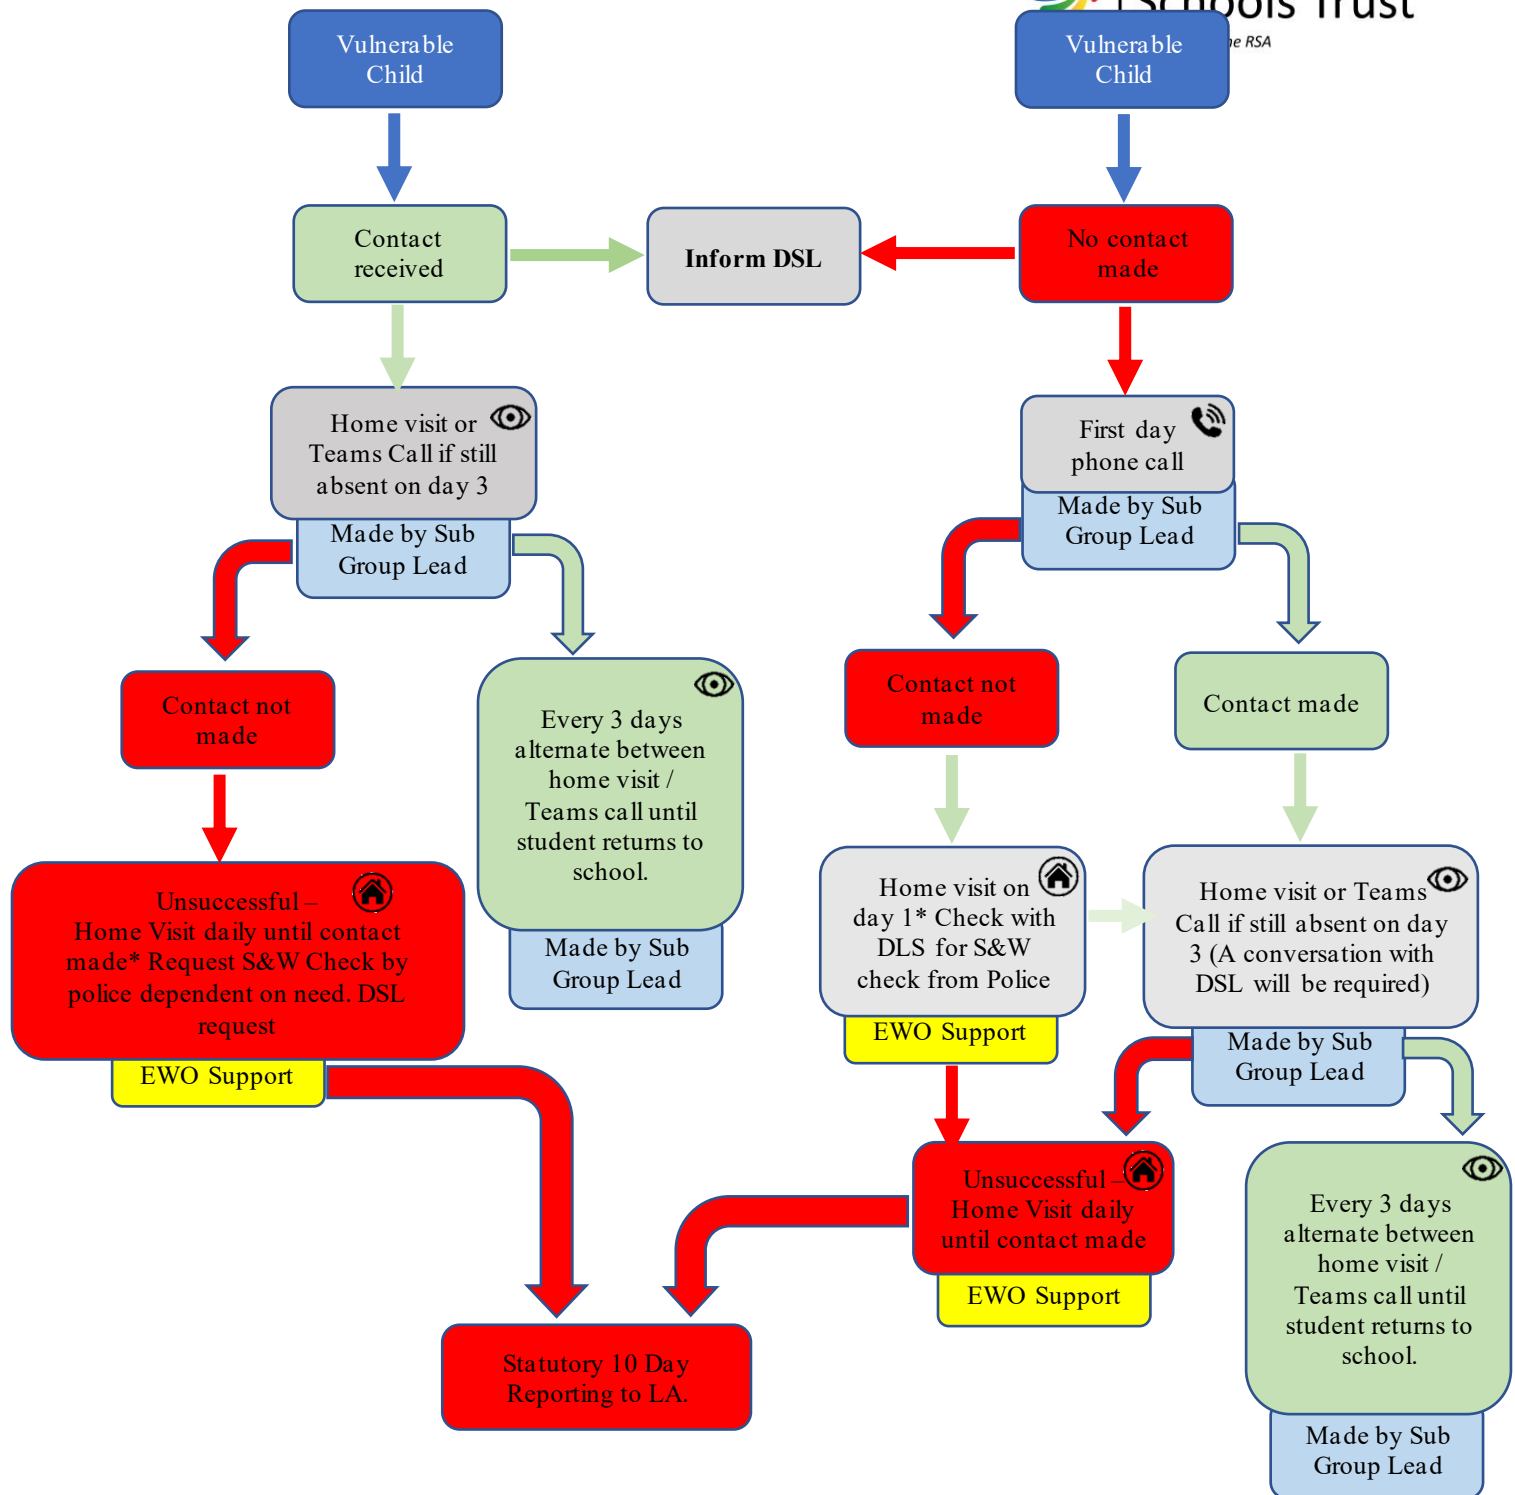 Schools Trust
he RSA
Vulnerable
Child
Vulnerable
Child
Contact
received
Inform DSL
No contact
made
Home visit or
Teams Call if still
absent on day 3
Made by Sub
Group Lead
First day
phone call
Made by Sub
Group Lead
Contact not
made
Every 3 days
alternate between
home visit /
Teams call until
student returns to
school.
Made by Sub
Group Lead
Contact not
made
Contact made
Unsuccessful –
Home Visit daily until contact
made* Request S&W Check by
police dependent on need. DSL
request
EWO Support
Home visit on
day 1* Check with
DLS for S&W
check from Police
EWO Support
Home visit or Teams
Call if still absent on day
3 (A conversation with
DSL will be required)
Made by Sub
Group Lead
Unsuccessful –
Home Visit daily
until contact made
EWO Support
Every 3 days
alternate between
home visit /
Teams call until
student returns to
school.
Made by Sub
Group Lead
Statutory 10 Day
Reporting to LA.